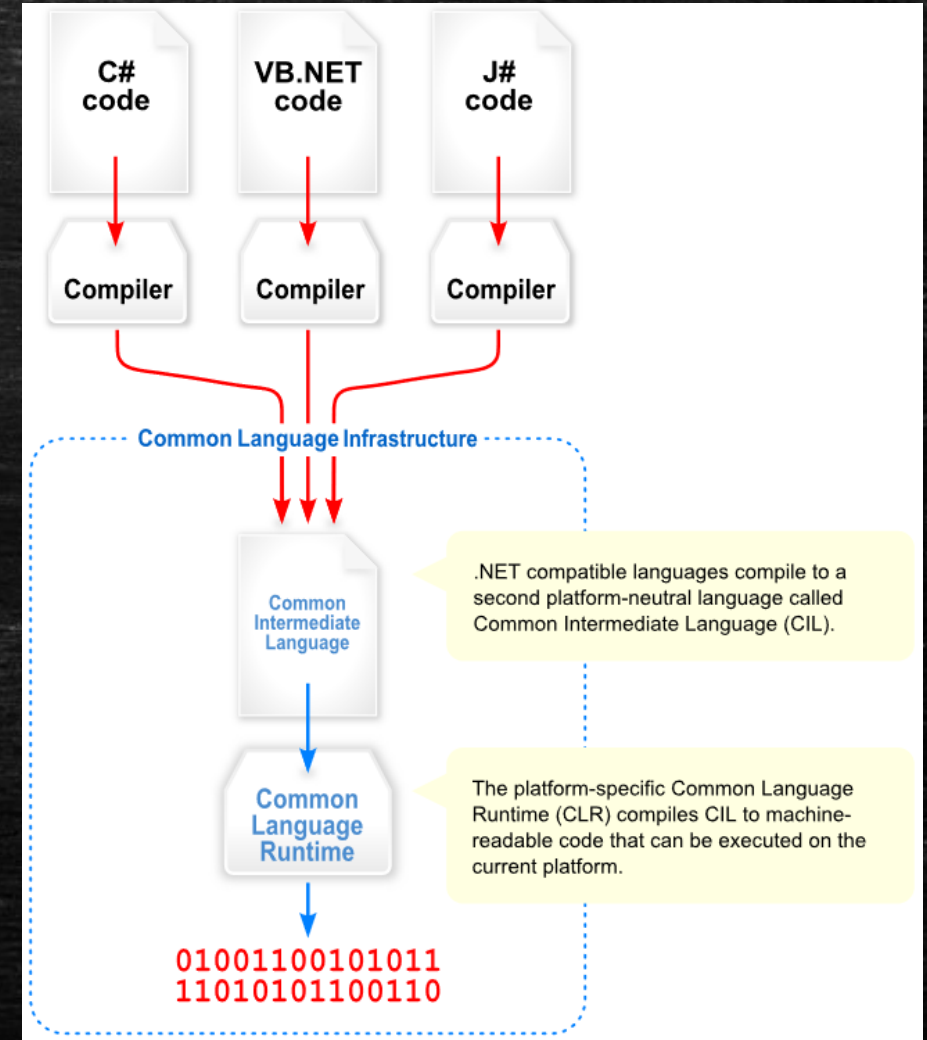 C#
code
VB.NET
code
J#
code
Compiler
Compiler
Compiler
Common Language Infrastructure
Common
Intermediate
Language
.NET compatible languages compile to a
second platform-neutral language called
Common Intermediate Language (CIL).
Common
Language
Runtime
The platform-specific Common Language
Runtime (CLR) compiles CIL to machine-
readable code that can be executed on the
current platform.
01001100101011
11010101100110